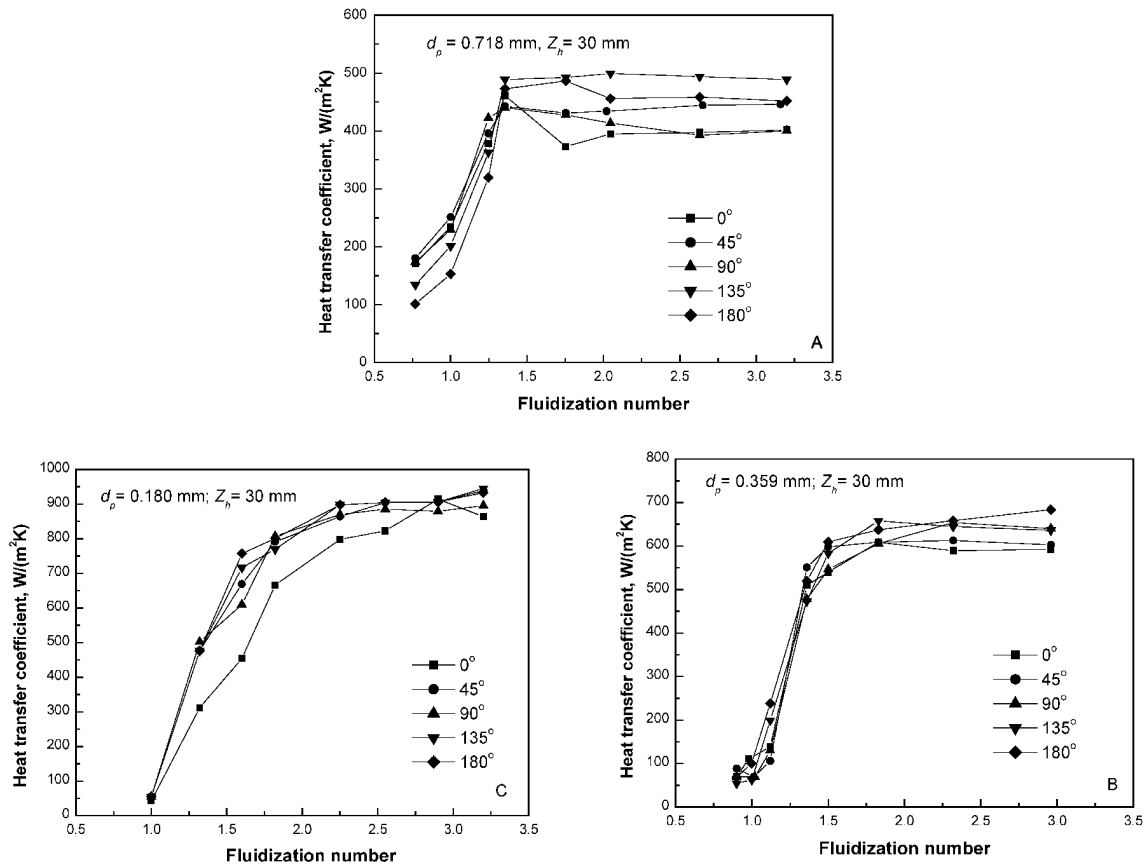 d_p = 0.718 mm, Z_h = 30 mm
Heat transfer coefficient, W/(m²K)
600
500
400
300
200
100
0
0°
45°
90°
135°
180°
A
0.5 1.0 1.5 2.0 2.5 3.0 3.5
Fluidization number
d_p = 0.180 mm; Z_h = 30 mm
Heat transfer coefficient, W/(m²K)
1000
900
800
700
600
500
400
300
200
100
0
0°
45°
90°
135°
180°
C
0.5 1.0 1.5 2.0 2.5 3.0 3.5
Fluidization number
d_p = 0.359 mm; Z_h = 30 mm
Heat transfer coefficient, W/(m²K)
800
700
600
500
400
300
200
100
0
0°
45°
90°
135°
180°
B
0.5 1.0 1.5 2.0 2.5 3.0 3.5
Fluidization number